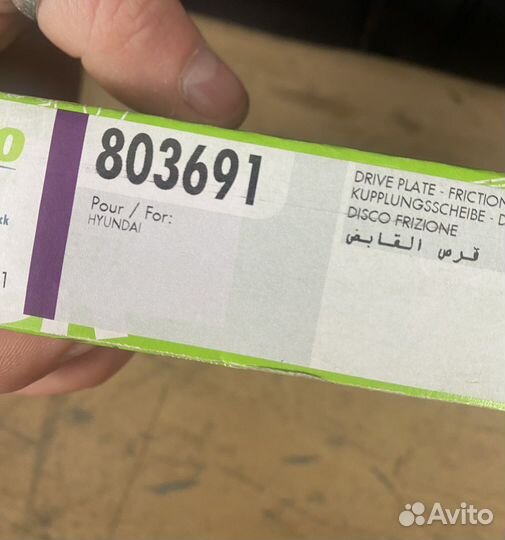 803691
Pour / For:
HYUNDAI
DRIVE PLATE - FRICTION
KUPPLUNGSSCHEIBE - D
DISCO FRIZIONE
قرص القابض
Avito